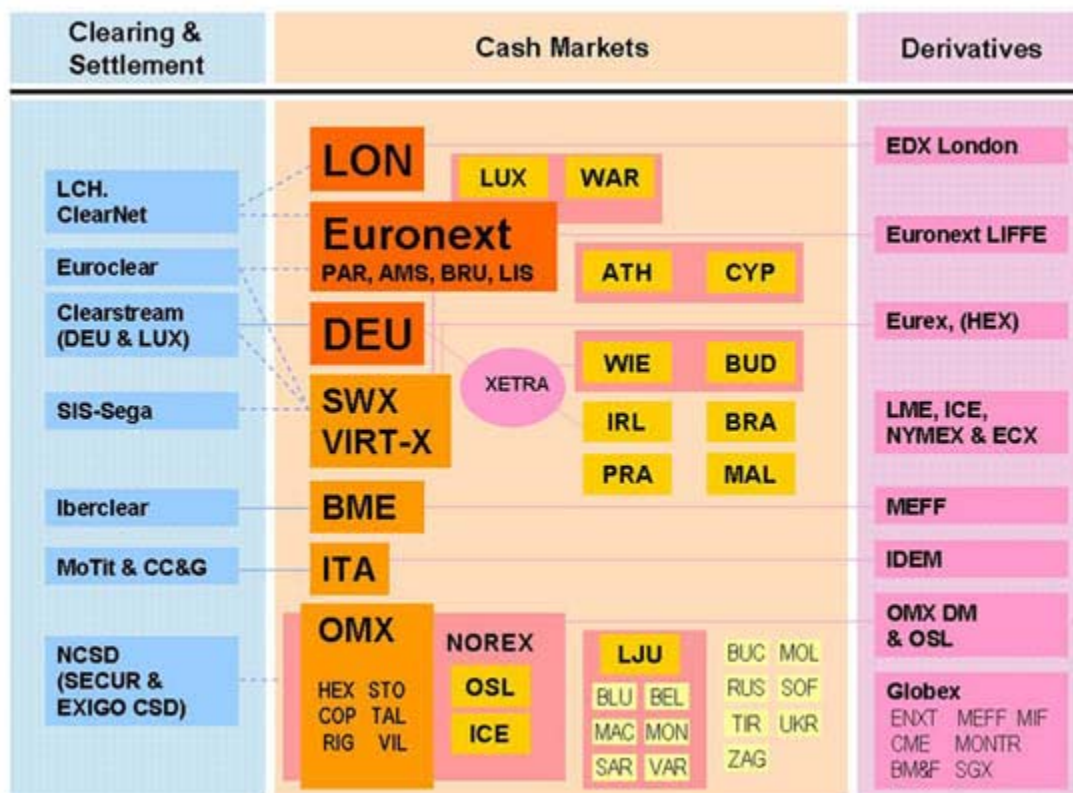 Clearing &
Settlement
Cash Markets
Derivatives
LCH.
ClearNet
Euroclear
Clearstream
(DEU & LUX)
SIS-Sega
Iberclear
MoTit & CC&G
NCSD
(SECUR &
EXIGO CSD)
LON
LUX WAR
Euronext
PAR, AMS, BRU, LIS
ATH CYP
DEU
XETRA
WIE BUD
SWX
VIRT-X
IRL BRA
PRA MAL
BME
ITA
OMX
HEX STO
COP TAL
RIG VIL
NOREX
OSL
ICE
LJU
BLU BEL
MAC MON
SAR VAR
BUC MOL
RUS SOF
TIR UKR
ZAG
EDX London
Euronext LIFFE
Eurex, (HEX)
LME, ICE,
NYMEX & ECX
MEFF
IDEM
OMX DM
& OSL
Globex
ENXT MEFF MIF
CME MONTR
BM&F SGX